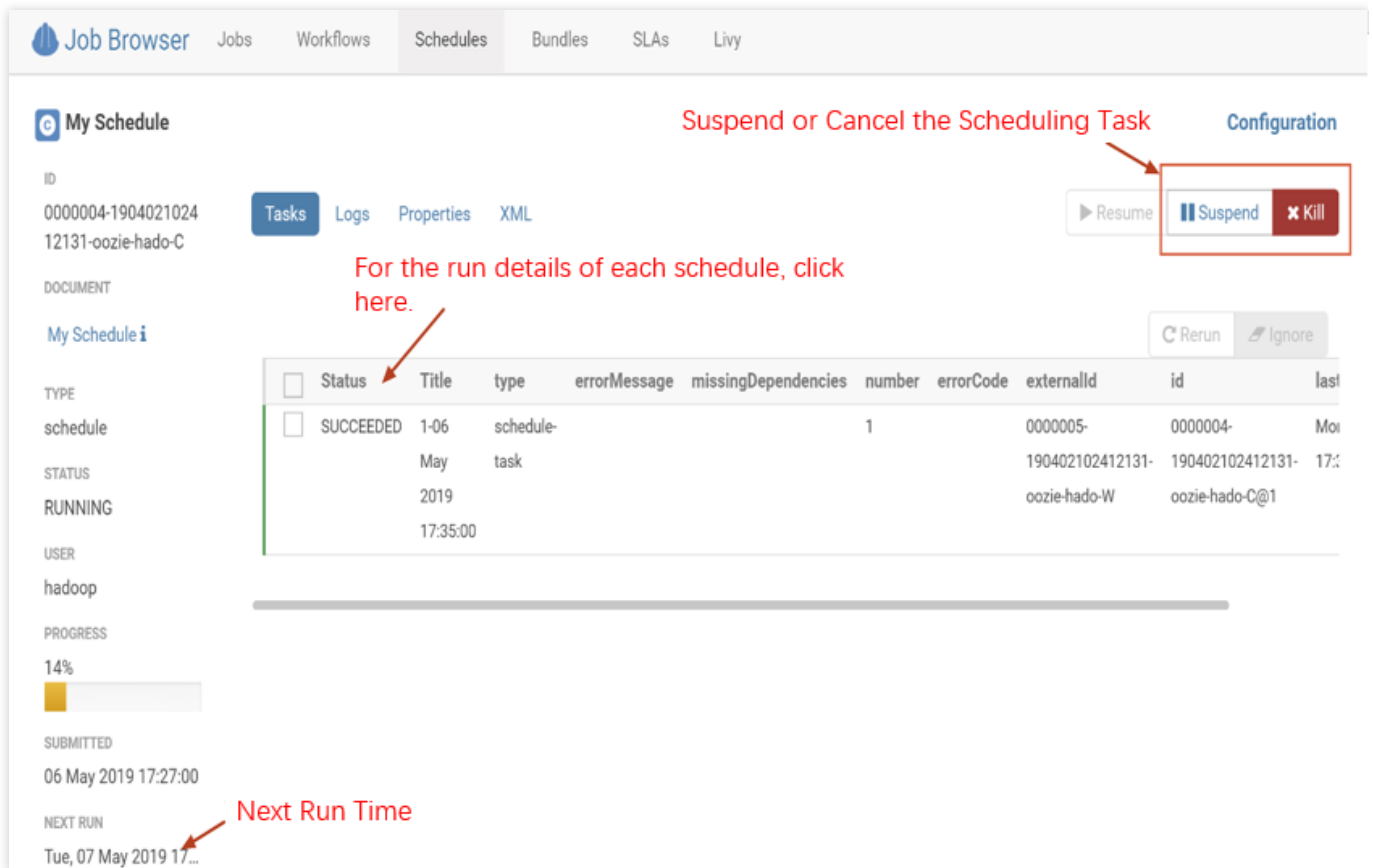 Job Browser Jobs Workflows Schedules Bundles SLAs Livy
My Schedule
Suspend or Cancel the Scheduling Task
Configuration
ID
0000004-1904021024
12131-oozie-hado-C
Tasks Logs Properties XML
Resume Suspend Kill
For the run details of each schedule, click
here.
DOCUMENT
My Schedule
Rerun Ignore
Status Title type errorMessage missingDependencies number errorCode externalId id last
SUCCEEDED 1-06 schedule- 1 0000005- 0000004-
May task 190402102412131- 190402102412131-
2019 oozie-hado-W oozie-hado-C@1
17:35:00
TYPE
schedule
STATUS
RUNNING
USER
hadoop
PROGRESS
14%
SUBMITTED
06 May 2019 17:27:00
Next Run Time
NEXT RUN
Tue, 07 May 2019 17...